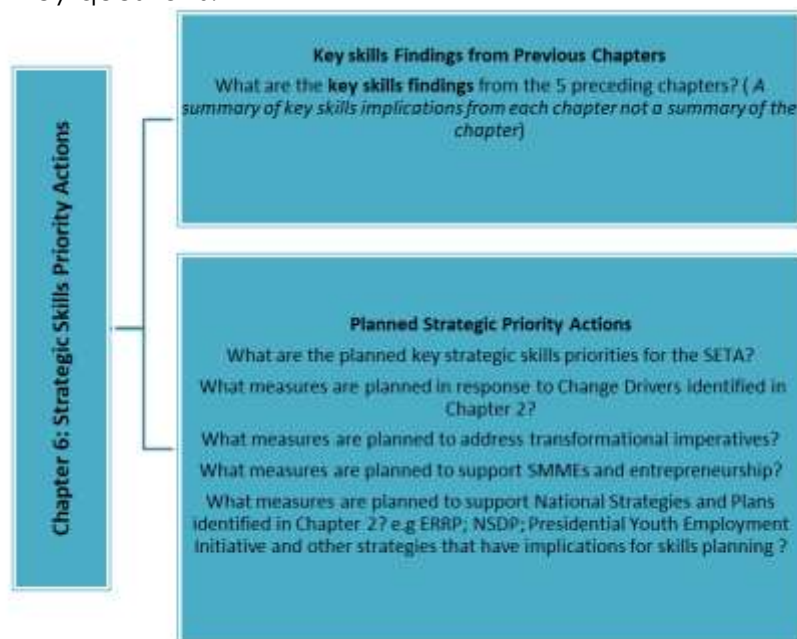 Chapter 6: Strategic Skills Priority Actions
Key skills Findings from Previous Chapters
What are the key skills findings from the 5 preceding chapters? ( A
summary of key skills implications from each chapter not a summary of the
chapter)
Planned Strategic Priority Actions
What are the planned key strategic skills priorities for the SETA?
What measures are planned in response to Change Drivers identified in
Chapter 2?
What measures are planned to address transformational imperatives?
What measures are planned to support SMMEs and entrepreneurship?
What measures are planned to support National Strategies and Plans
identified in Chapter 2? e.g ERRP; NSDP; Presidential Youth Employment
Initiative and other strategies that have implications for skills planning ?